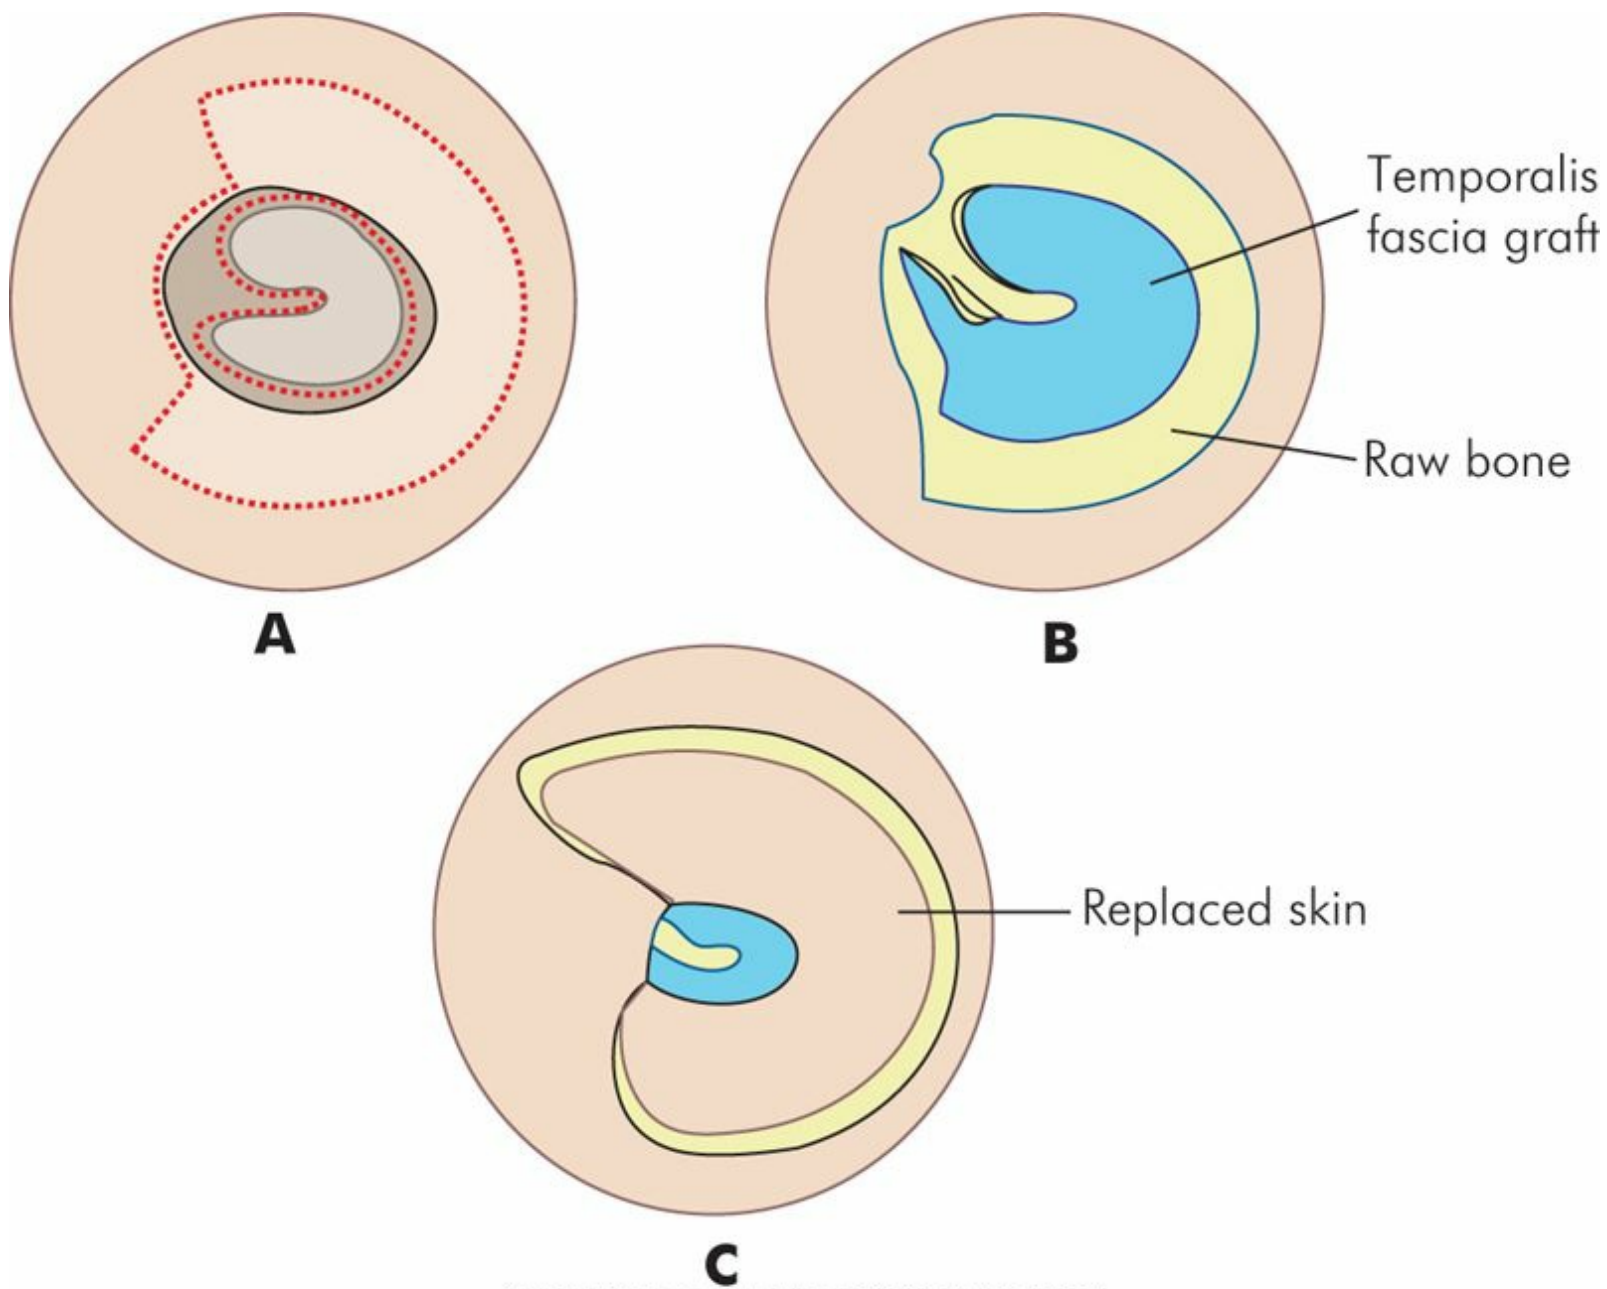 Temporalis
fascia graft
Raw bone
A
B
Replaced skin
C